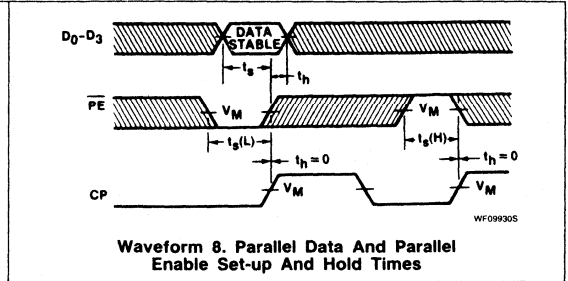 D0-D3
DATA
STABLE
ts
th
PE
VM
VM
ts(L)
ts(H)
th = 0
th = 0
CP
VM
VM
WF09930S
Waveform 8. Parallel Data And Parallel
Enable Set-up And Hold Times